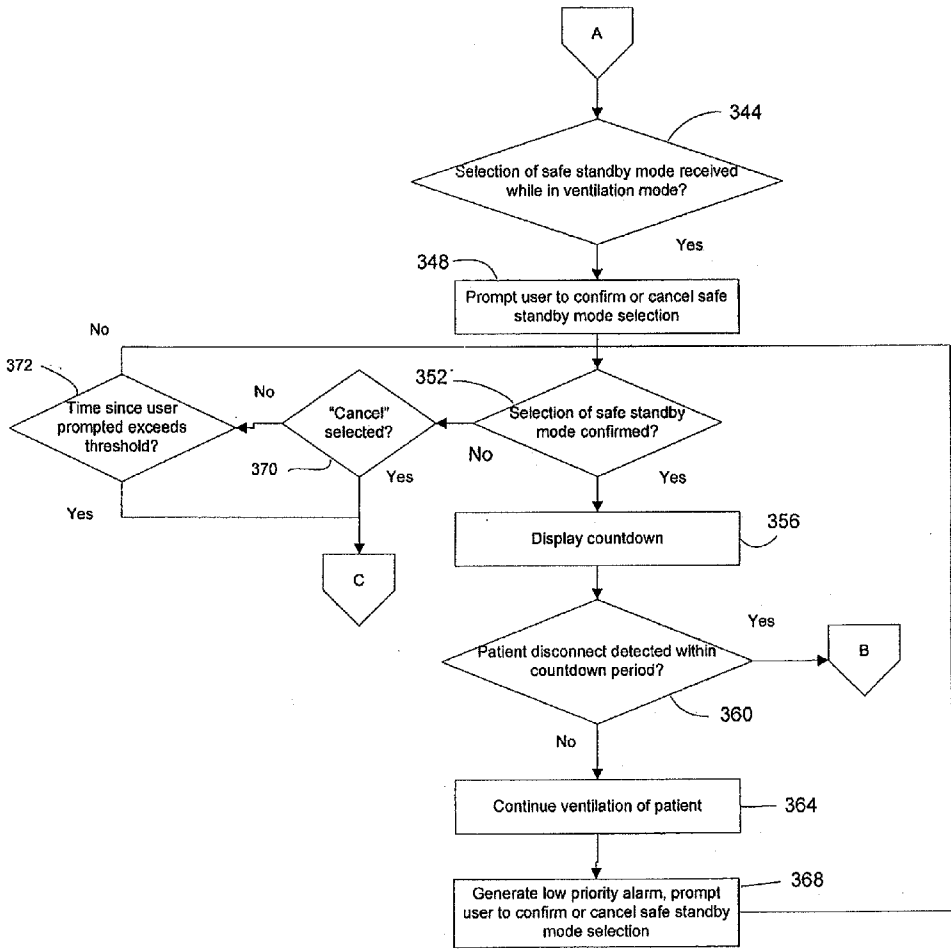 A
344
Selection of safe standby mode received
while in ventilation mode?
Yes
348
Prompt user to confirm or cancel safe
standby mode selection
No
372
Time since user
prompted exceeds
threshold?
No
"Cancel"
selected?
370
352
Selection of safe standby
mode confirmed?
No
Yes
Yes
Yes
C
Display countdown
356
Patient disconnect detected within
countdown period?
Yes
B
360
No
Continue ventilation of patient
364
Generate low priority alarm, prompt
user to confirm or cancel safe standby
mode selection
368